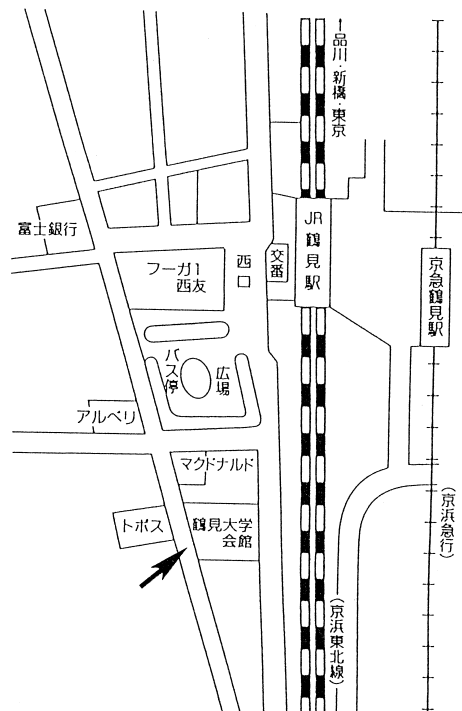 ←品川・新橋・東京
富士銀行
JR鶴見駅
フーガ1
西友
西口
交番
京急鶴見駅
バス停
広場
アルベリ
マクドナルド
トポス
鶴見大学
会館
(京浜急行)
(京浜東北線)